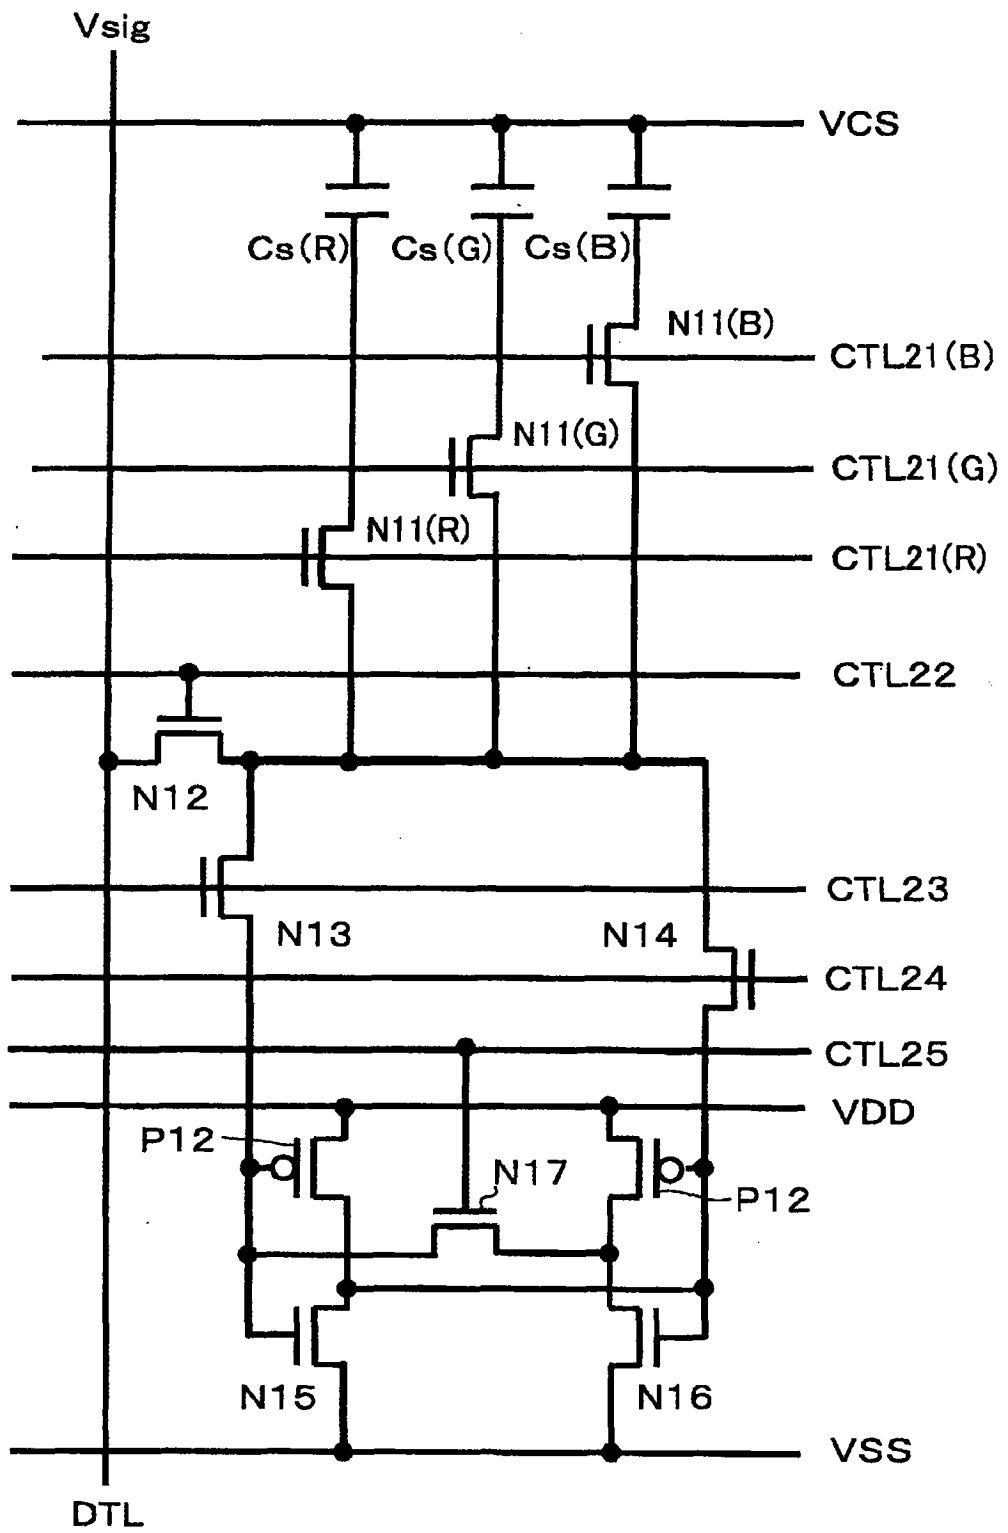 Vsig
VCS
Cs(R)
Cs(G)
Cs(B)
N11(B)
CTL21(B)
N11(G)
CTL21(G)
N11(R)
CTL21(R)
CTL22
N12
CTL23
N13
N14
CTL24
CTL25
VDD
P12
N17
P12
N15
N16
VSS
DTL